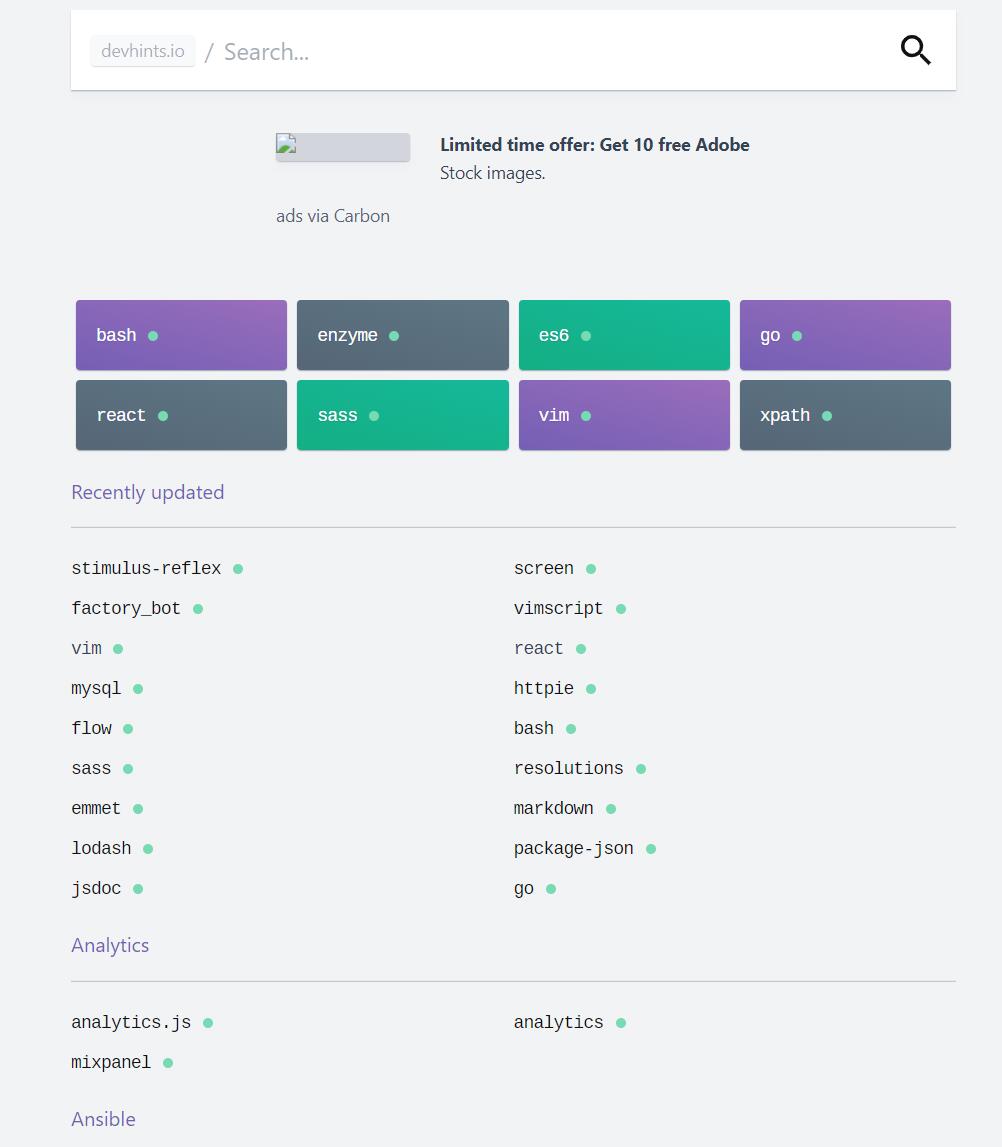 devhints.io / Search...
Limited time offer: Get 10 free Adobe
Stock images.
ads via Carbon
bash enzyme es6 go
react sass vim xpath
Recently updated
stimulus-reflex screen
factory_bot vimscript
vim react
mysql httpie
flow bash
sass resolutions
emmet markdown
lodash package-json
jsdoc go
Analytics
analytics.js analytics
mixpanel
Ansible